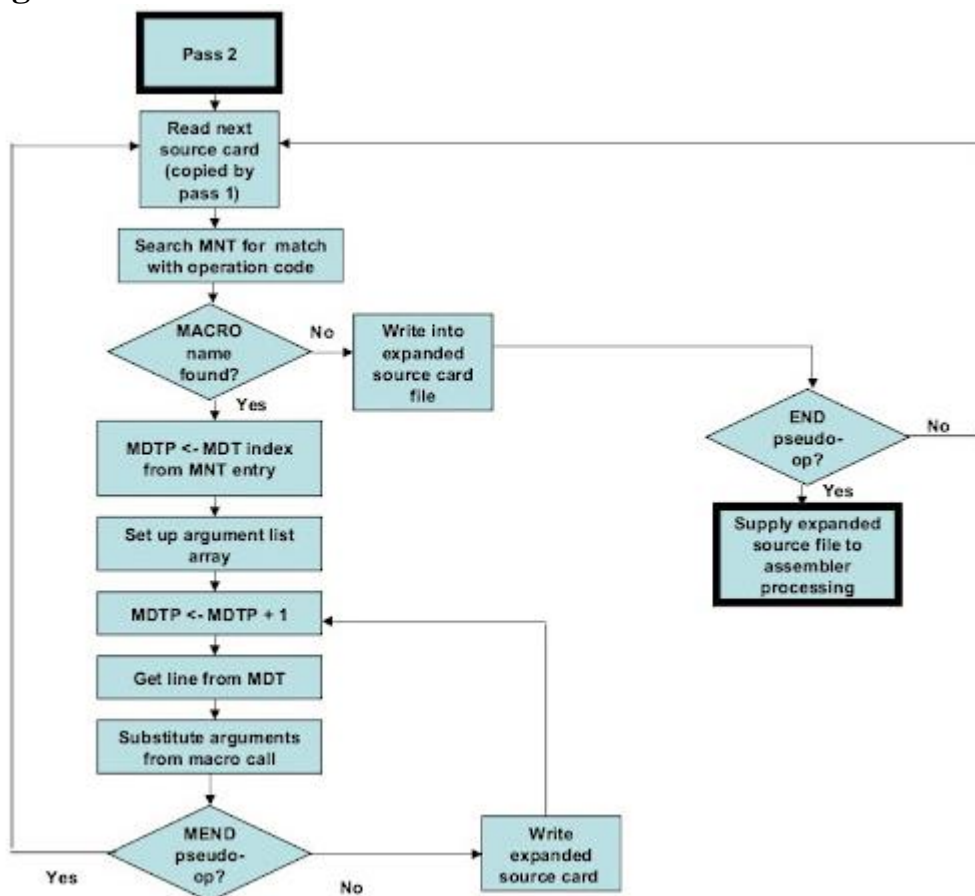 Pass 2
Read next
source card
(copied by
pass 1)
Search MNT for match
with operation code
MACRO
name
found?
No
Write into
expanded
source card
file
Yes
END
pseudo-
op?
No
Yes
Supply expanded
source file to
assembler
processing
MDTP <- MDT index
from MNT entry
Set up argument list
array
MDTP <- MDTP + 1
Get line from MDT
Substitute arguments
from macro call
MEND
pseudo-
op?
Yes
No
Write
expanded
source card